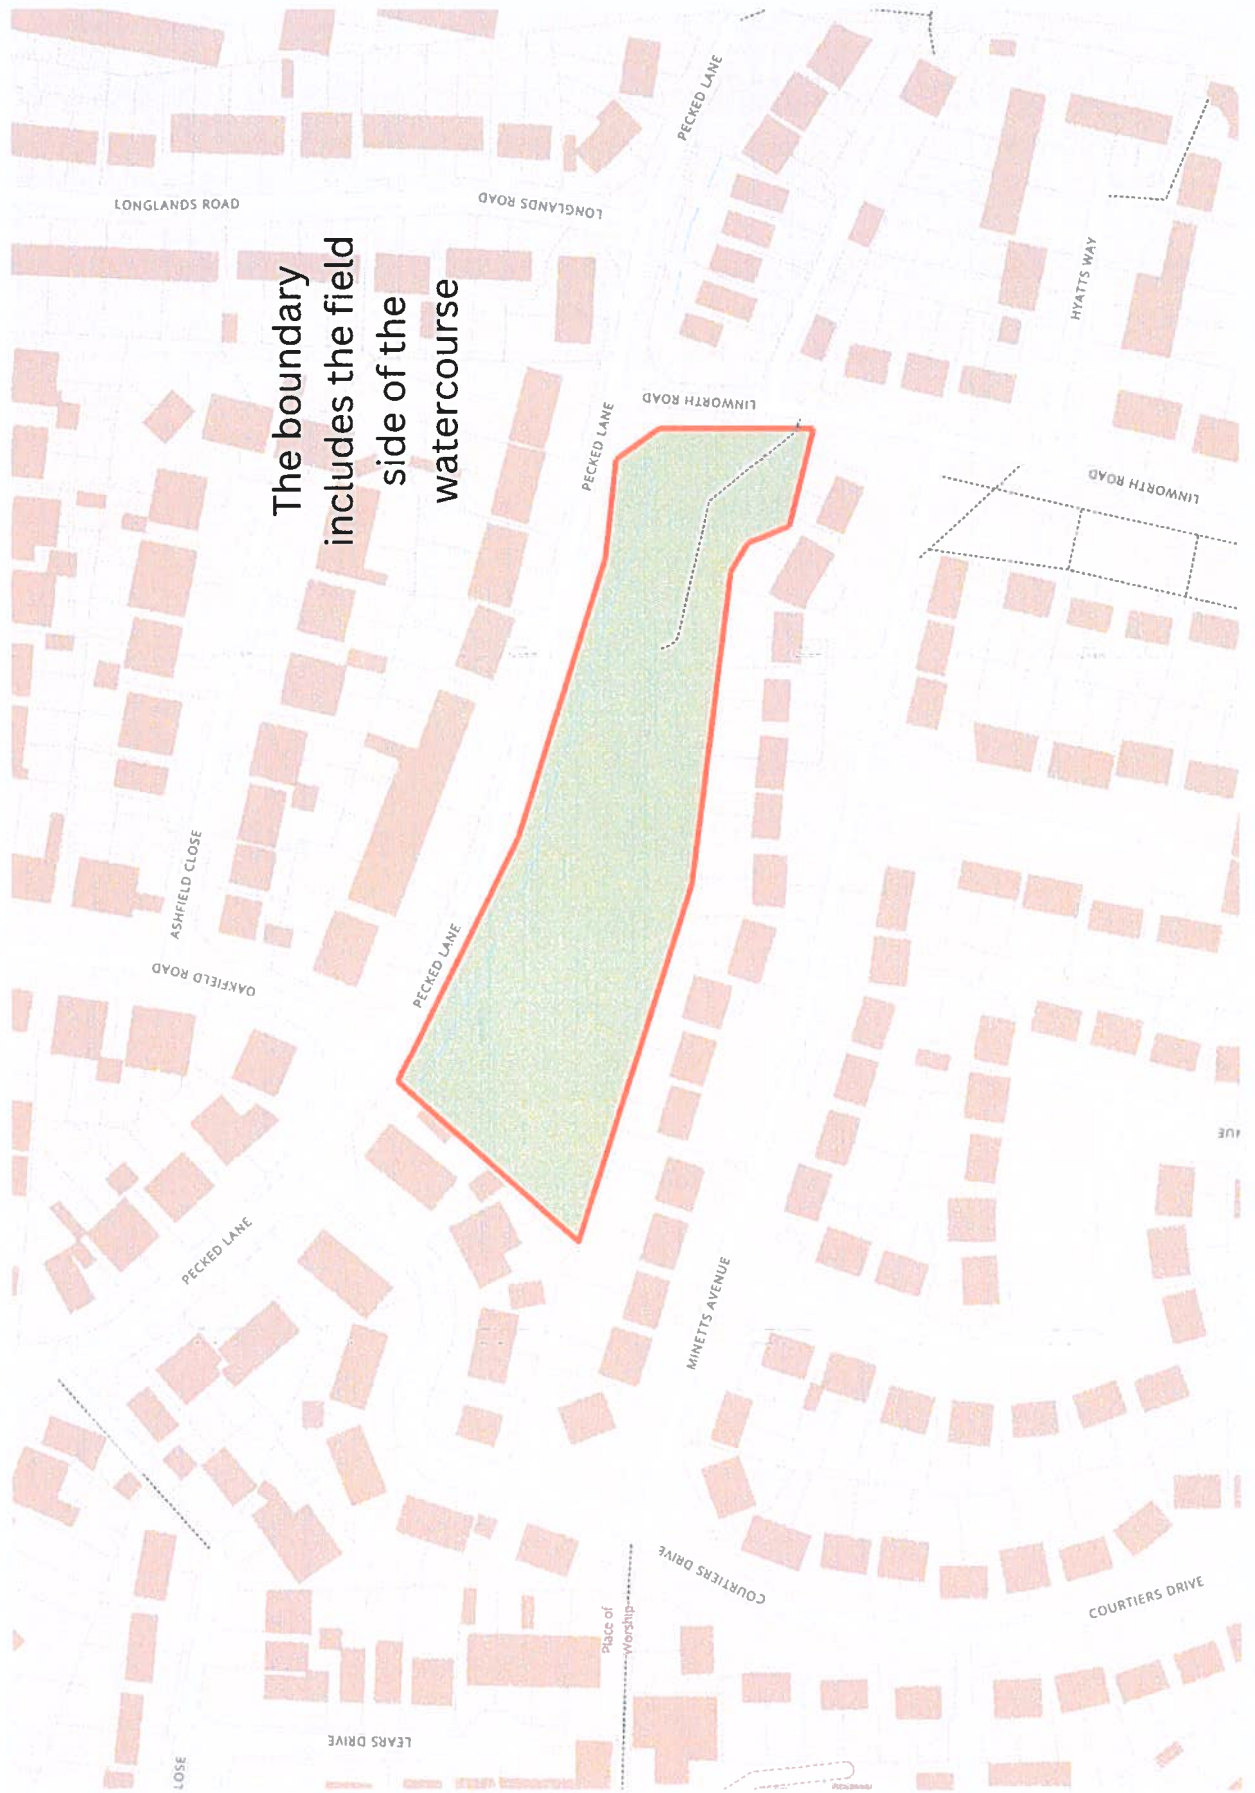 PECKED LANE
LONGLANDS ROAD
LONGLANDS ROAD
The boundary
includes the field
side of the
watercourse
HYATTS WAY
PECKED LANE
LINWORTH ROAD
LINWORTH ROAD
ASHFIELD CLOSE
OAKFIELD ROAD
PECKED LANE
PECKED LANE
MINETTS AVENUE
COURTIERS DRIVE
COURTIERS DRIVE
Place of
Worship
LEARS DRIVE
LOSE
NUE